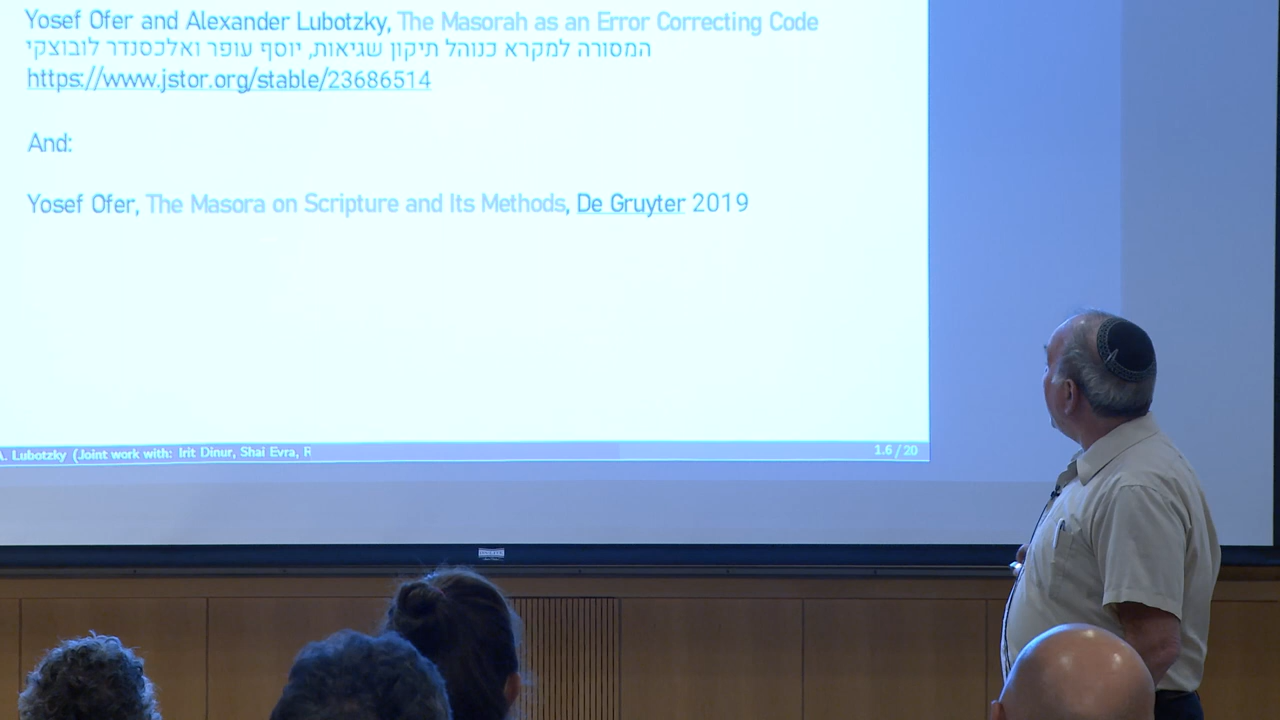 Yosef Ofer and Alexander Lubotzky, The Masorah as an Error Correcting Code
המסורה למקרא כנוהל תיקון שגיאות, יוסף עופר ואלכסנדר לובוצקי
https://www.jstor.org/stable/23686514
And:
Yosef Ofer, The Masora on Scripture and Its Methods, De Gruyter 2019
A. Lubotzky (Joint work with: Irit Dinur, Shai Evra, R
1.6 / 20